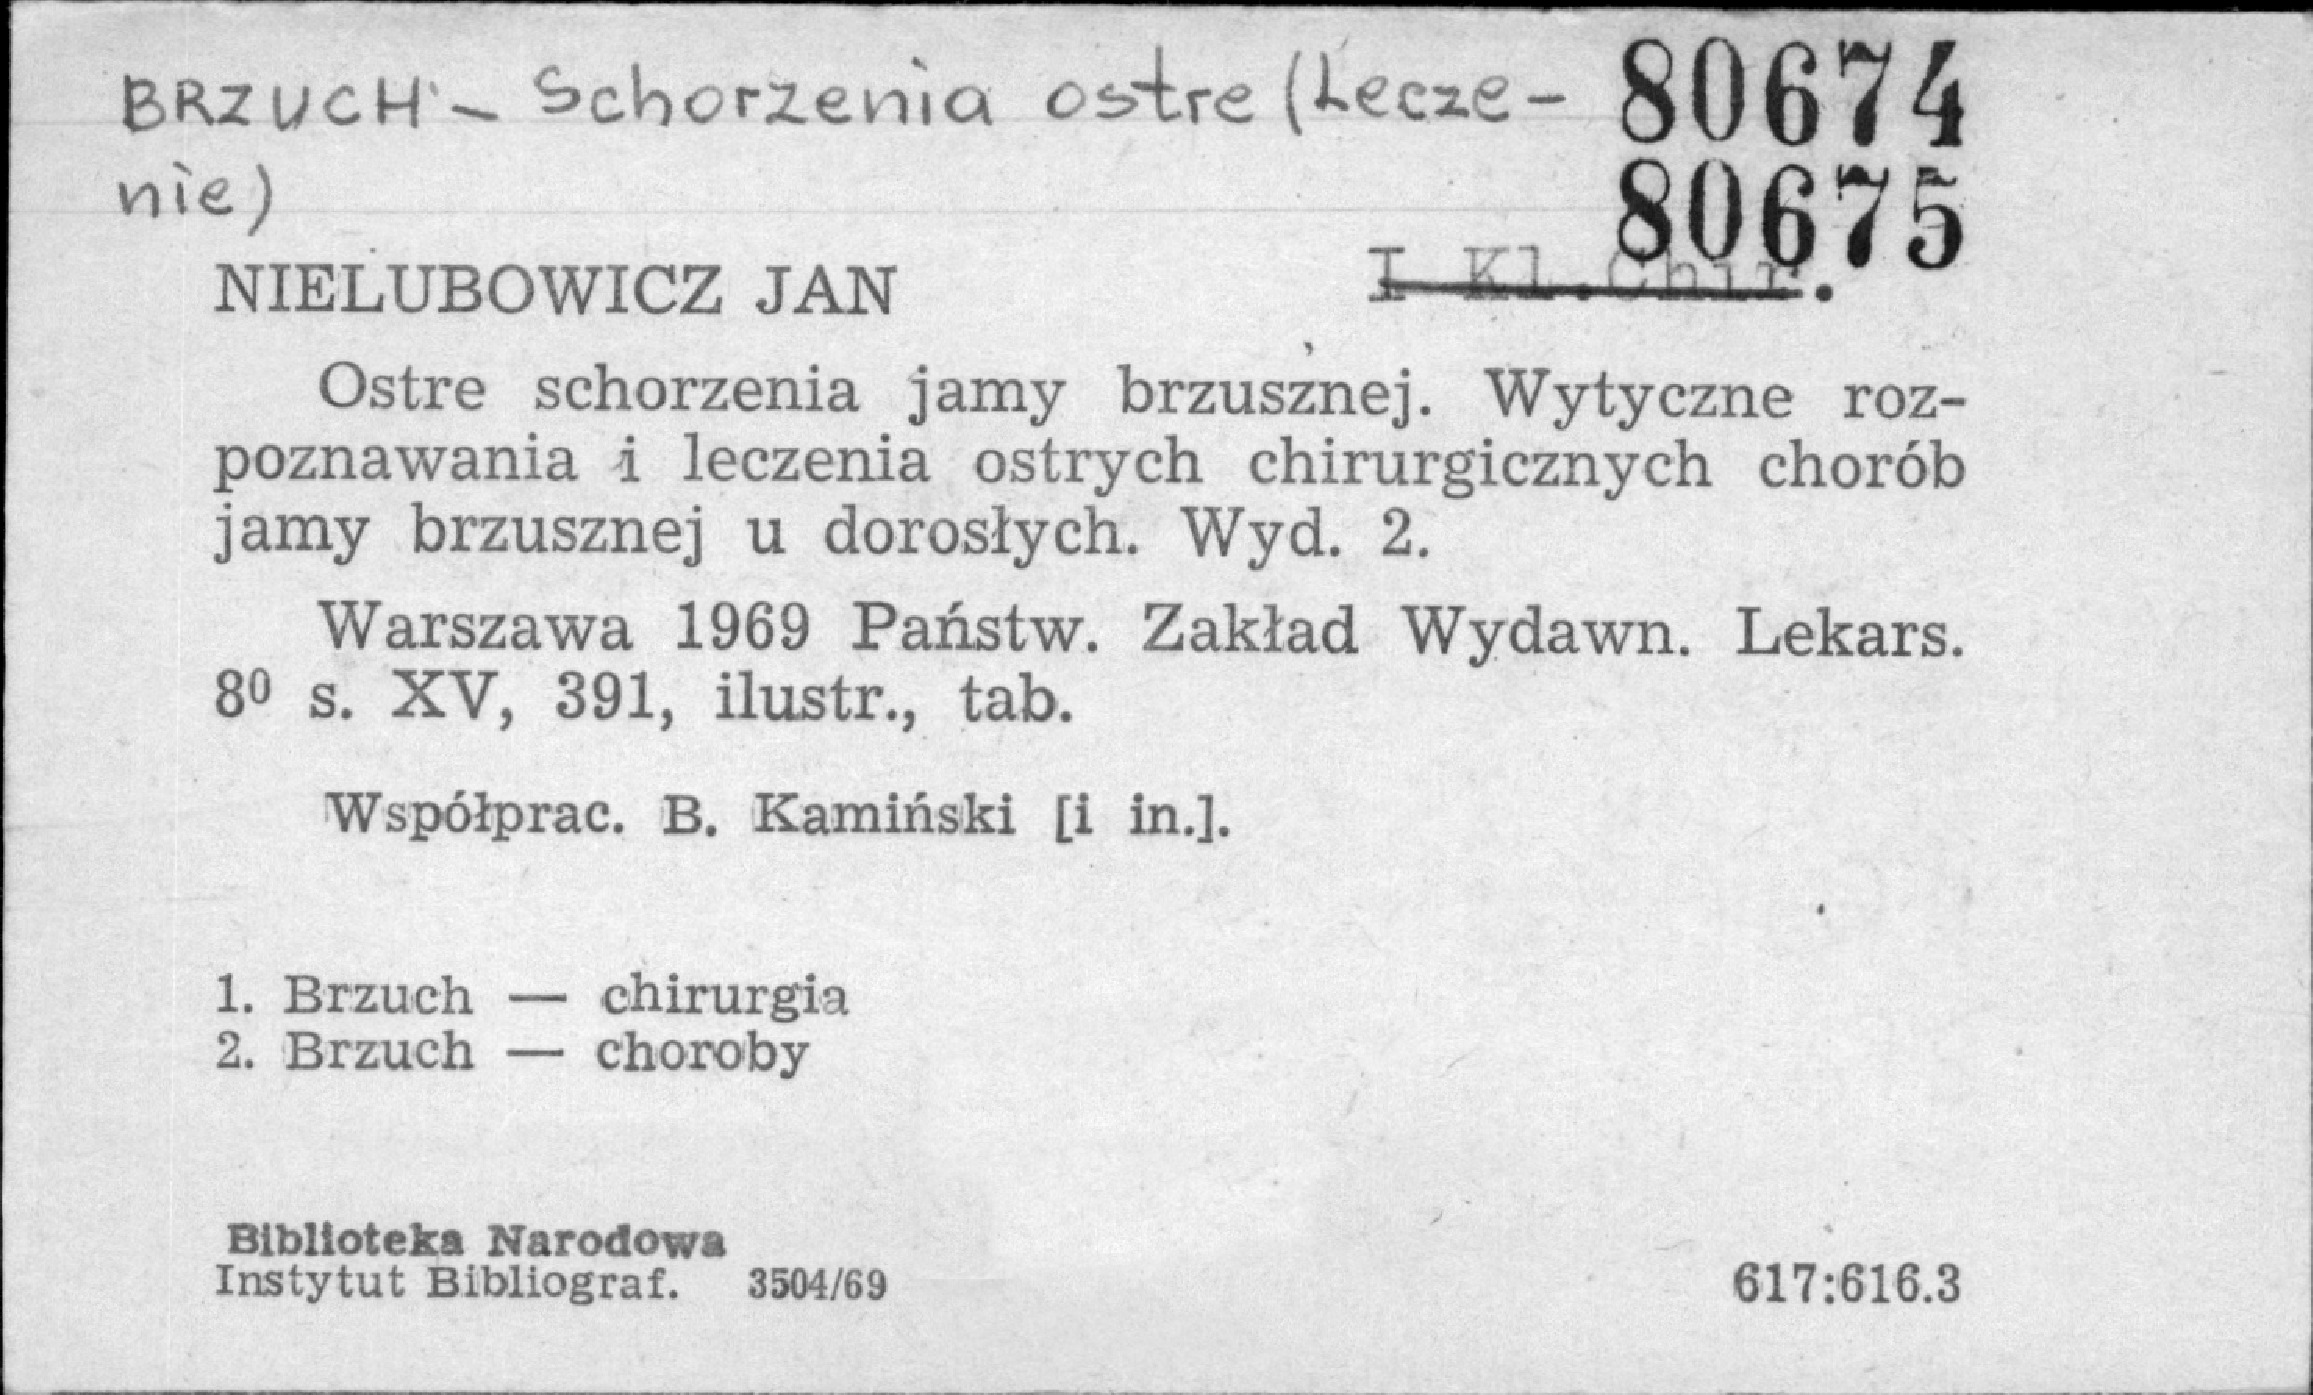 BRZUCH - Schorzenia ostre (Lecze-
nie)
80674
80675
NIELUBOWICZ JAN
I Kl.Chir.
Ostre schorzenia jamy brzusznej. Wytyczne roz-
poznawania i leczenia ostrych chirurgicznych chorób
jamy brzusznej u dorosłych. Wyd. 2.
Warszawa 1969 Państw. Zakład Wydawn. Lekars.
8⁰ s. XV, 391, ilustr., tab.
Współprac. B. Kamiński [i in.].
1. Brzuch — chirurgia
2. Brzuch — choroby
Biblioteka Narodowa
Instytut Bibliograf. 3504/69
617:616.3